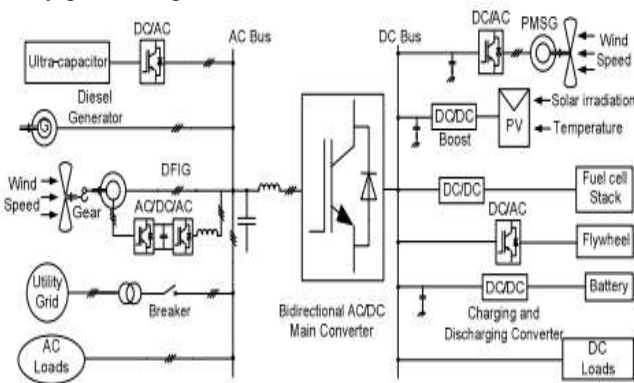 DC/AC
AC Bus
Ultra-capacitor
Diesel
Generator
G
DFIG
Wind
Speed
Gear
AC/DC/AC
Utility
Grid
Breaker
AC
Loads
Bidirectional AC/DC
Main Converter
DC Bus
DC/AC
PMSG
Wind
Speed
DC/DC
Boost
PV
Solar irradiation
Temperature
DC/DC
Fuel cell
Stack
DC/AC
Flywheel
DC/DC
Battery
Charging and
Discharging Converter
DC
Loads